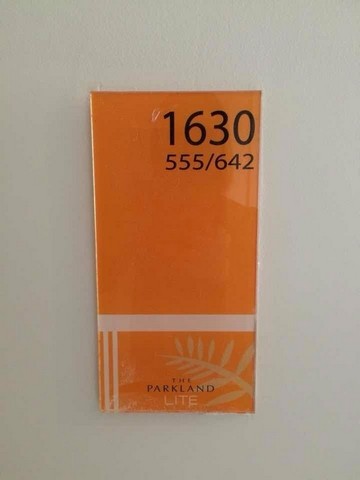 1630
555/642
THE
PARKLAND
LITE